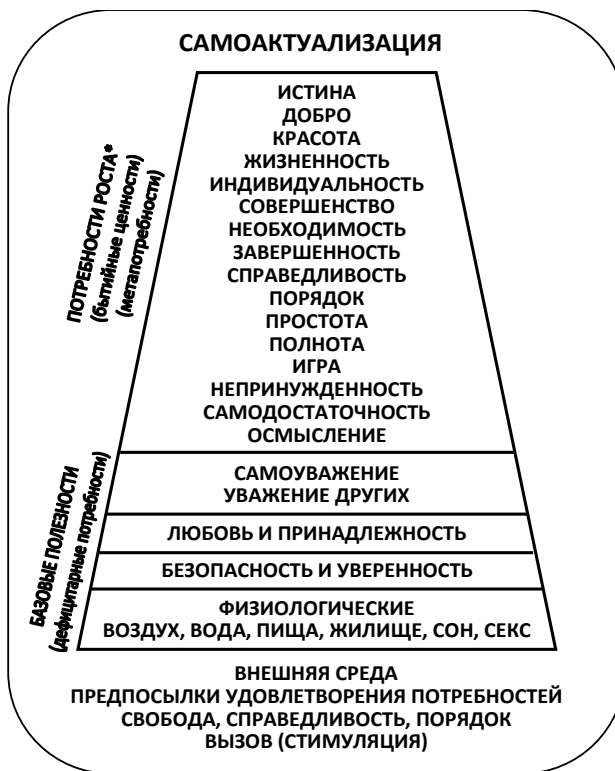 САМОАКТУАЛИЗАЦИЯ
ПОТРЕБНОСТИ РОСТА*
(бытийные ценности)
(метапотребности)
ИСТИНА
ДОБРО
КРАСОТА
ЖИЗНЕННОСТЬ
ИНДИВИДУАЛЬНОСТЬ
СОВЕРШЕНСТВО
НЕОБХОДИМОСТЬ
ЗАВЕРШЕННОСТЬ
СПРАВЕДЛИВОСТЬ
ПОРЯДОК
ПРОСТОТА
ПОЛНОТА
ИГРА
НЕПРИНУЖДЕННОСТЬ
САМОДОСТАТОЧНОСТЬ
ОСМЫСЛЕНИЕ
БАЗОВЫЕ ПОЛЕЗНОСТИ
(дефицитарные потребности)
САМОУВАЖЕНИЕ
УВАЖЕНИЕ ДРУГИХ
ЛЮБОВЬ И ПРИНАДЛЕЖНОСТЬ
БЕЗОПАСНОСТЬ И УВЕРЕННОСТЬ
ФИЗИОЛОГИЧЕСКИЕ
ВОЗДУХ, ВОДА, ПИЩА, ЖИЛИЩЕ, СОН, СЕКС
ВНЕШНЯЯ СРЕДА
ПРЕДПОСЫЛКИ УДОВЛЕТВОРЕНИЯ ПОТРЕБНОСТЕЙ
СВОБОДА, СПРАВЕДЛИВОСТЬ, ПОРЯДОК
ВЫЗОВ (СТИМУЛЯЦИЯ)